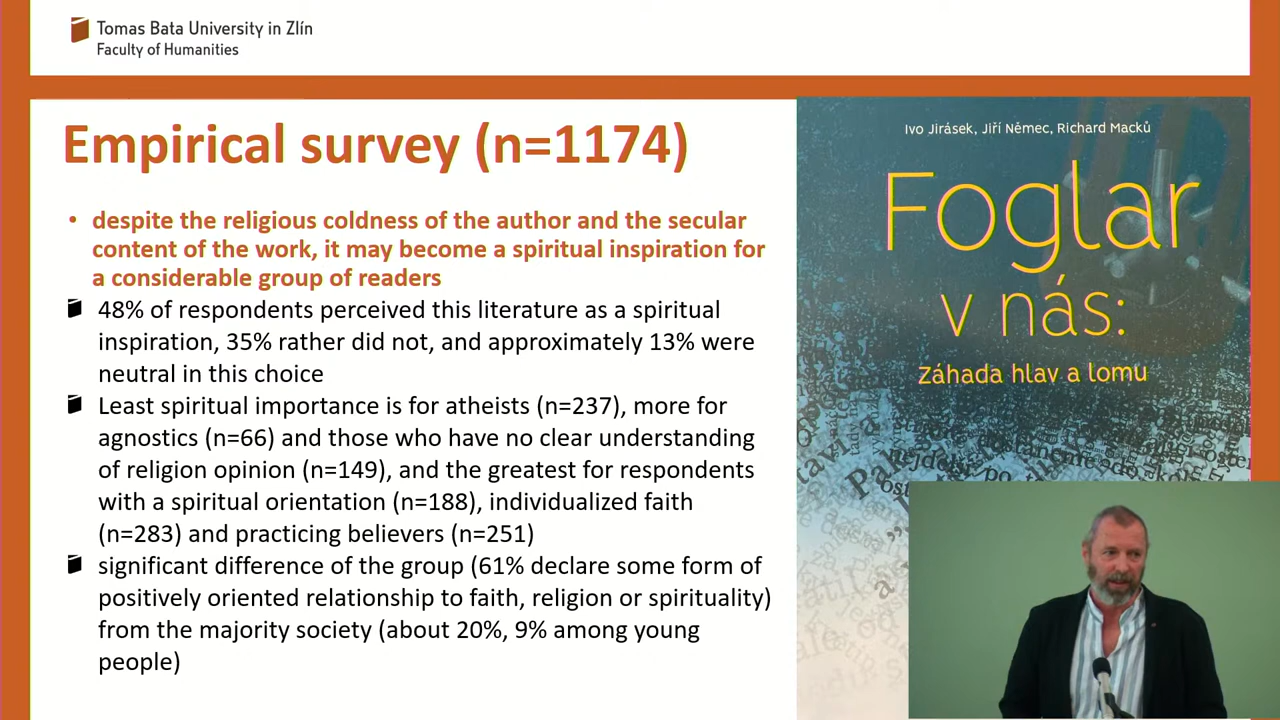 Tomas Bata University in Zlín
Faculty of Humanities
Empirical survey (n=1174)
• despite the religious coldness of the author and the secular
content of the work, it may become a spiritual inspiration for
a considerable group of readers
48% of respondents perceived this literature as a spiritual
inspiration, 35% rather did not, and approximately 13% were
neutral in this choice
Least spiritual importance is for atheists (n=237), more for
agnostics (n=66) and those who have no clear understanding
of religion opinion (n=149), and the greatest for respondents
with a spiritual orientation (n=188), individualized faith
(n=283) and practicing believers (n=251)
significant difference of the group (61% declare some form of
positively oriented relationship to faith, religion or spirituality)
from the majority society (about 20%, 9% among young
people)
Ivo Jirásek, Jiří Němec, Richard Macků
Foglar
v nás:
Záhada hlav a lomu